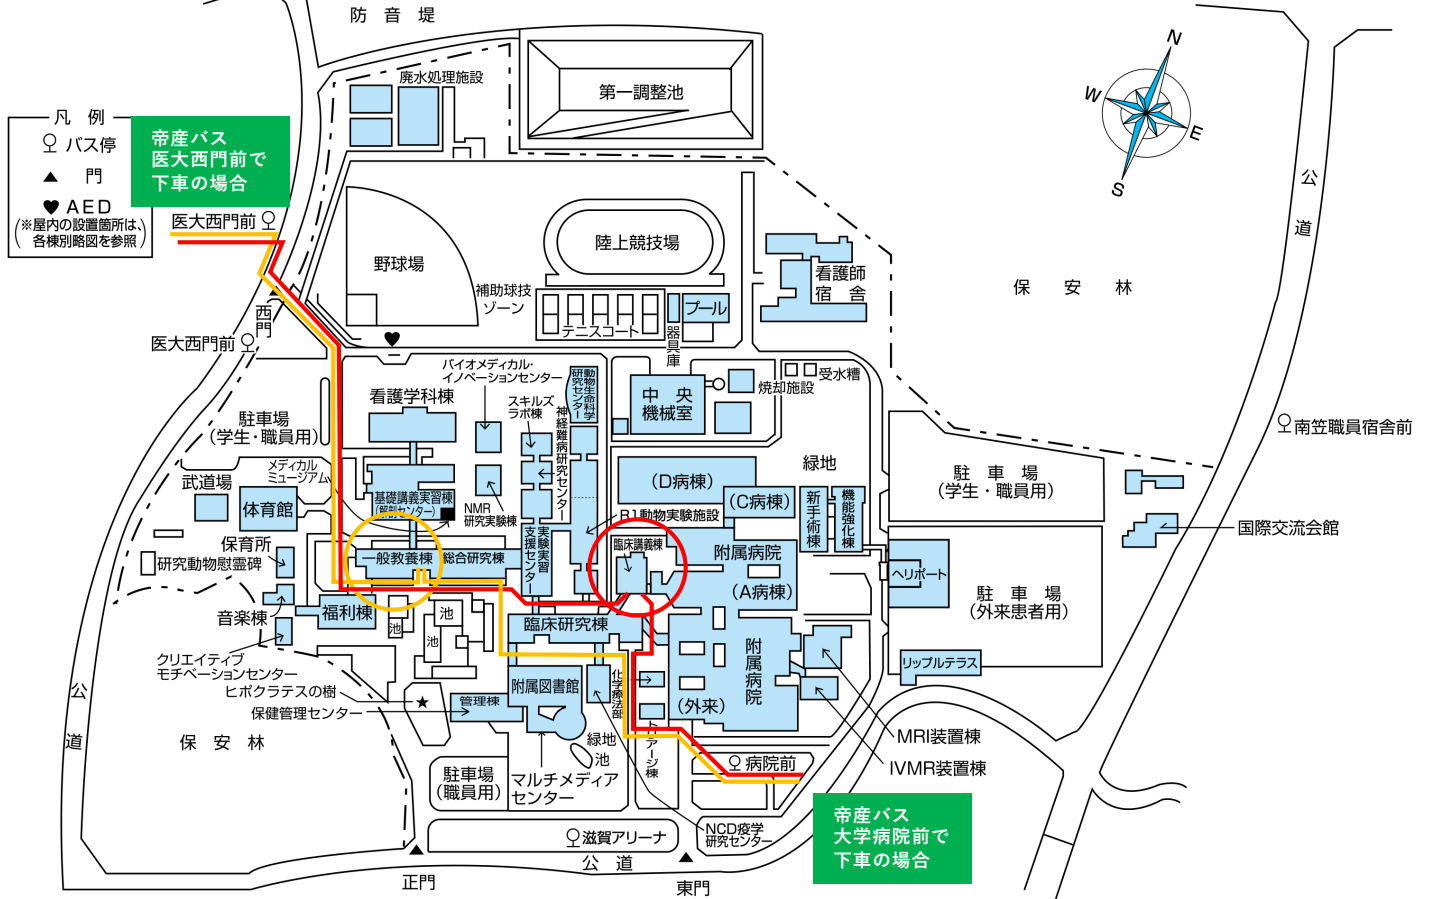 防音堤
廃水処理施設
第一調整池
凡例
バス停
門
AED
(※屋内の設置箇所は、
各棟別略図を参照)
帝産バス
医大西門前で
下車の場合
医大西門前
西門
医大西門前
野球場
陸上競技場
補助球技
ゾーン
テニスコート
器具庫
プール
看護師
宿舎
N
W
E
S
公道
保安林
バイオメディカル・
イノベーションセンター
看護学科棟
スキルズ
ラボ棟
神経難病研究センター
動物生命科学
研究センター
中央
機械室
焼却施設
受水糟
南笠職員宿舎前
駐車場
(学生・職員用)
メディカル
ミュージアム
武道場
体育館
基礎講義実習棟
(解剖センター)
NMR
研究実験棟
R1動物実験施設
(D病棟)
(C病棟)
緑地
新手術棟
機能強化棟
駐車場
(学生・職員用)
国際交流会館
保育所
研究動物慰霊碑
一般教養棟
総合研究棟
実験実習
支援センター
臨床講義棟
附属病院
(A病棟)
ヘリポート
駐車場
(外来患者用)
音楽棟
福利棟
池
池
池
臨床研究棟
附属病院
(外来)
リップルテラス
クリエイティブ
モチベーションセンター
ヒポクラテスの樹
保健管理センター
管理棟
附属図書館
化学療法部
トリアージ棟
MRI装置棟
IVMR装置棟
公道
保安林
緑地
池
病院前
駐車場
(職員用)
マルチメディア
センター
NCD疫学
研究センター
帝産バス
大学病院前で
下車の場合
滋賀アリーナ
公道
正門
東門